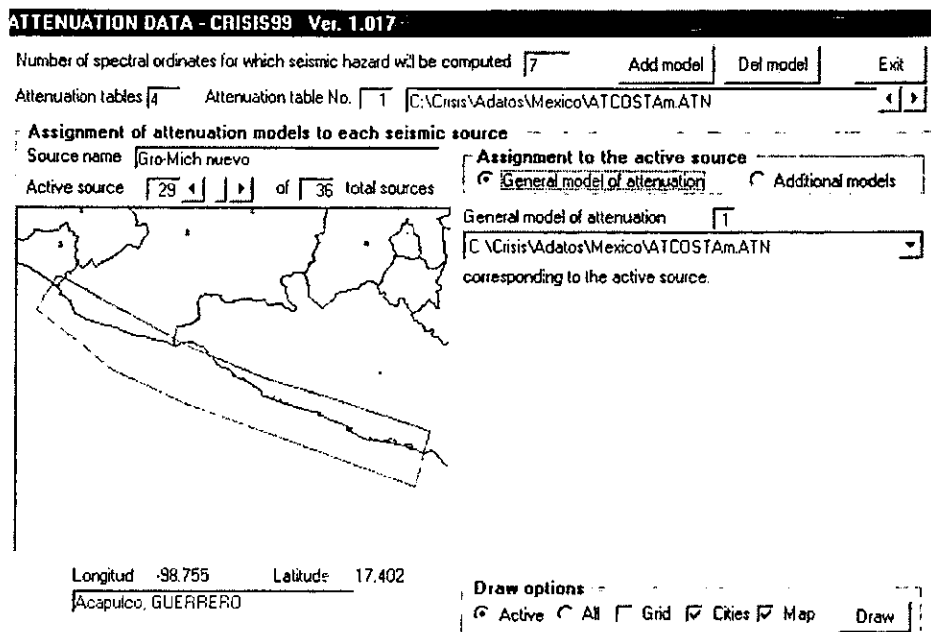 ATTENUATION DATA - CRISIS99 Ver. 1.017
Number of spectral ordinates for which seismic hazard will be computed 7 Add model Del model Exit
Attenuation tables 4 Attenuation table No. 1 C:\Crisis\Adatos\Mexico\ATCOSTAm.ATN
Assignment of attenuation models to each seismic source
Source name Gro-Mich nuevo
Active source 29 of 36 total sources
Assignment to the active source
General model of attenuation Additional models
General model of attenuation 1
C \Crisis\Adatos\Mexico\ATCOSTAm.ATN
corresponding to the active source.
Longitud -98.755 Latitude 17.402
Acapulco, GUERRERO
Draw options
Active All Grid Cities Map Draw